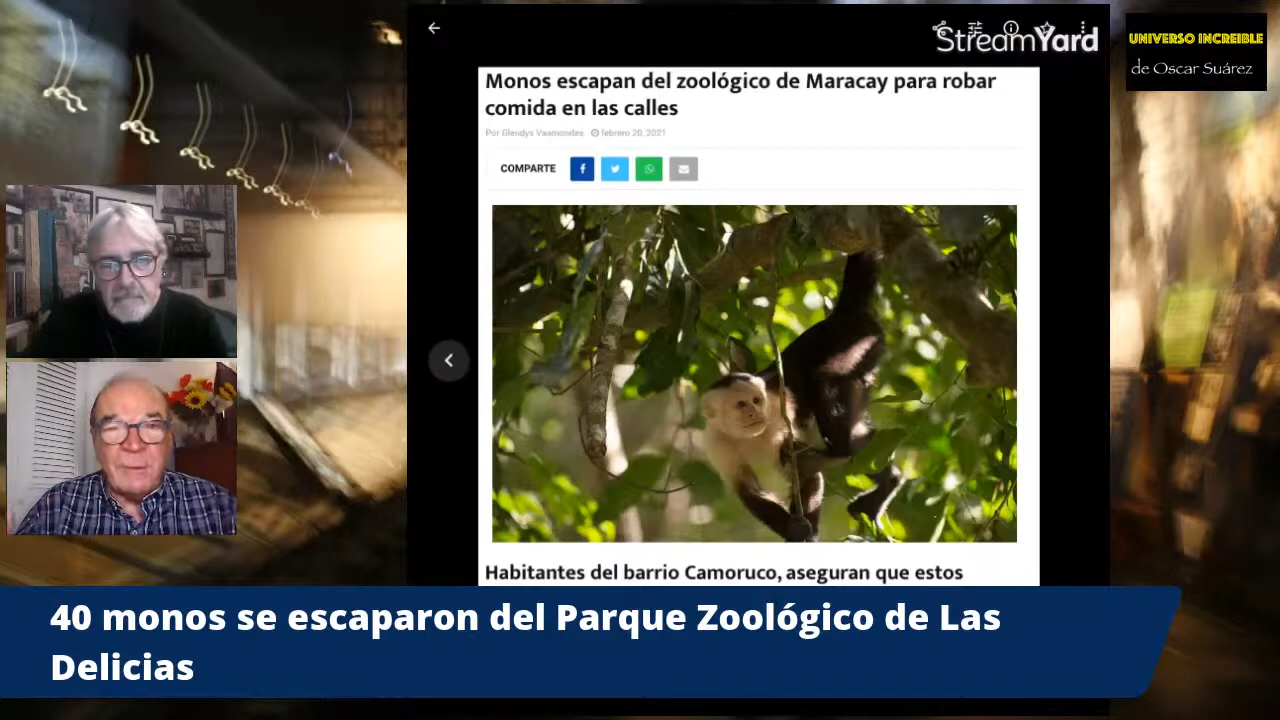 StreamYard
UNIVERSO INCREIBLE
de Oscar Suárez
Monos escapan del zoológico de Maracay para robar
comida en las calles
Por Glendys Vaamondes febrero 20, 2021
COMPARTE
Habitantes del barrio Camoruco, aseguran que estos
40 monos se escaparon del Parque Zoológico de Las
Delicias